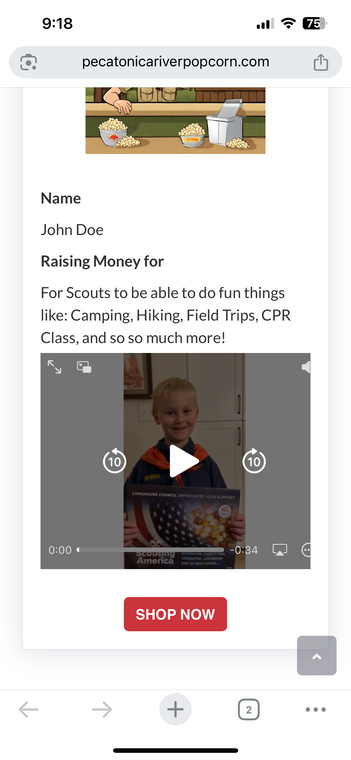 9:18
75
pecatonicariverpopcorn.com
Name
John Doe
Raising Money for
For Scouts to be able to do fun things
like: Camping, Hiking, Field Trips, CPR
Class, and so so much more!
10
10
LONGHOUSE COUNCIL APPRECIATES YOUR SUPPORT
0:00
-0:34
Scouting
America
SHOP NOW
2